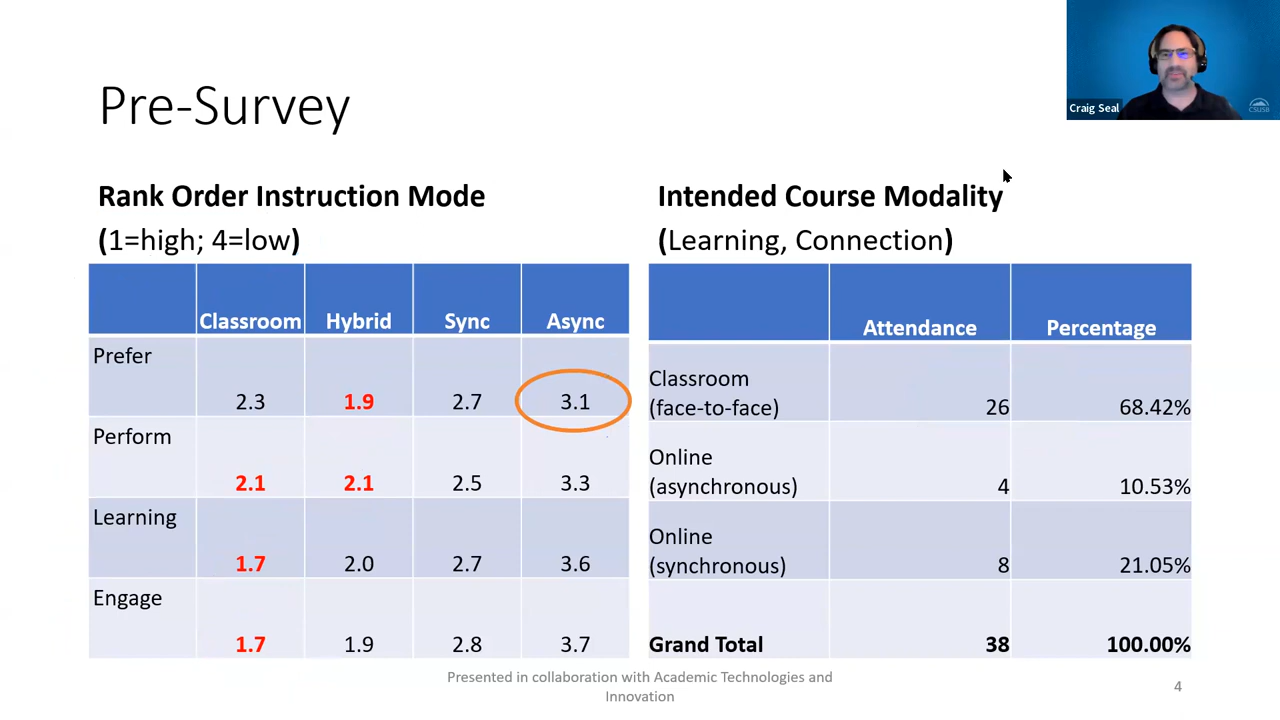 Craig Seal
CSUSB
Pre-Survey
Rank Order Instruction Mode
(1=high; 4=low)
Classroom Hybrid Sync Async
Prefer
2.3 1.9 2.7 3.1
Perform
2.1 2.1 2.5 3.3
Learning
1.7 2.0 2.7 3.6
Engage
1.7 1.9 2.8 3.7
Intended Course Modality
(Learning, Connection)
Attendance Percentage
Classroom
(face-to-face) 26 68.42%
Online
(asynchronous) 4 10.53%
Online
(synchronous) 8 21.05%
Grand Total 38 100.00%
Presented in collaboration with Academic Technologies and
Innovation
4